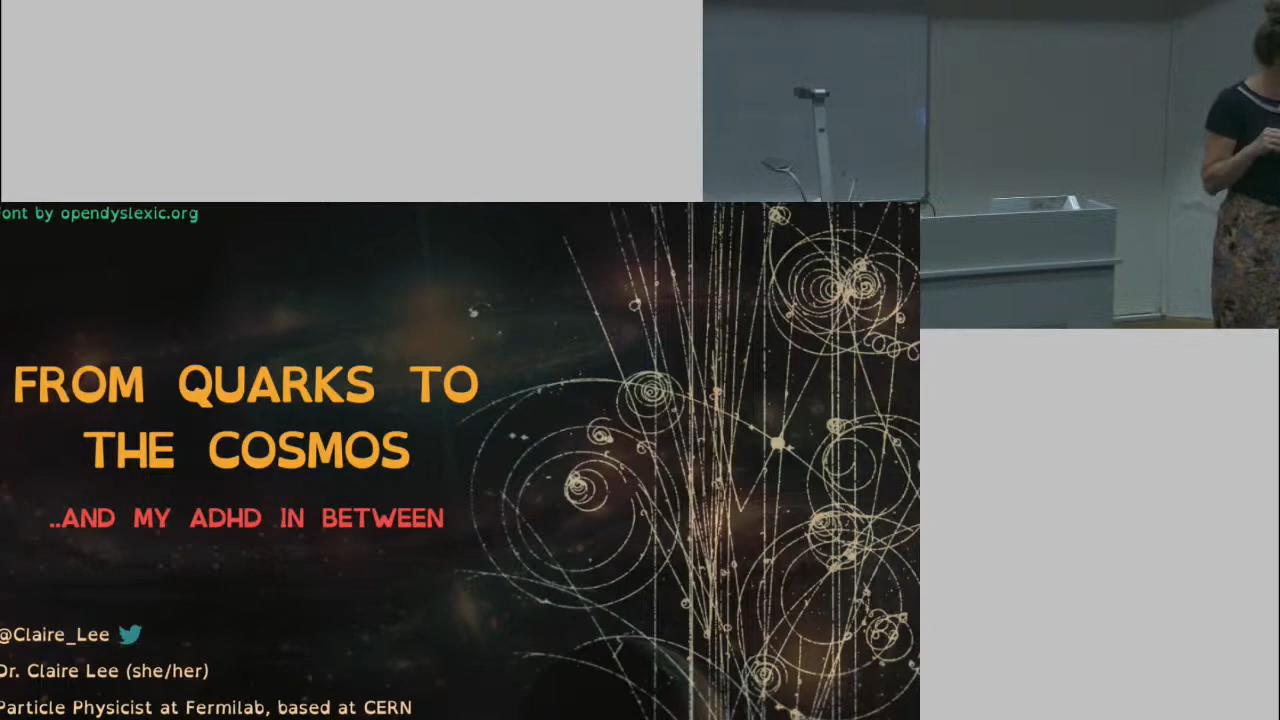 ont by opendyslexic.org
FROM QUARKS TO
THE COSMOS
..AND MY ADHD IN BETWEEN
@Claire_Lee
Dr. Claire Lee (she/her)
Particle Physicist at Fermilab, based at CERN